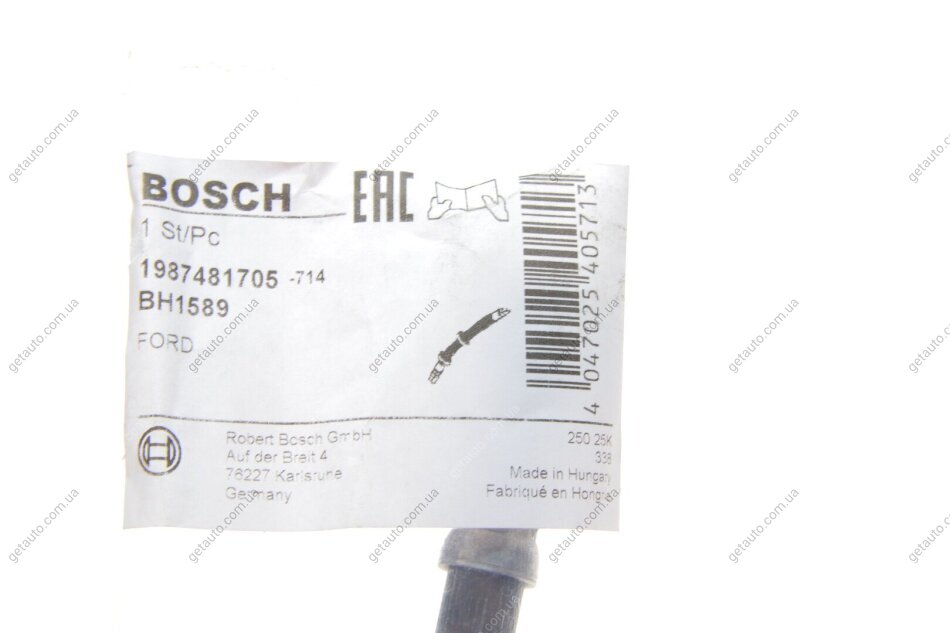 BOSCH
EAC
1 St/Pc
1987481705 -714
BH1589
FORD
4 047025 405713
Robert Bosch GmbH
Auf der Breit 4
76227 Karlsruhe
Germany
250 25K
338
Made in Hungary
Fabriqué en Hongrie
getauto.com.ua